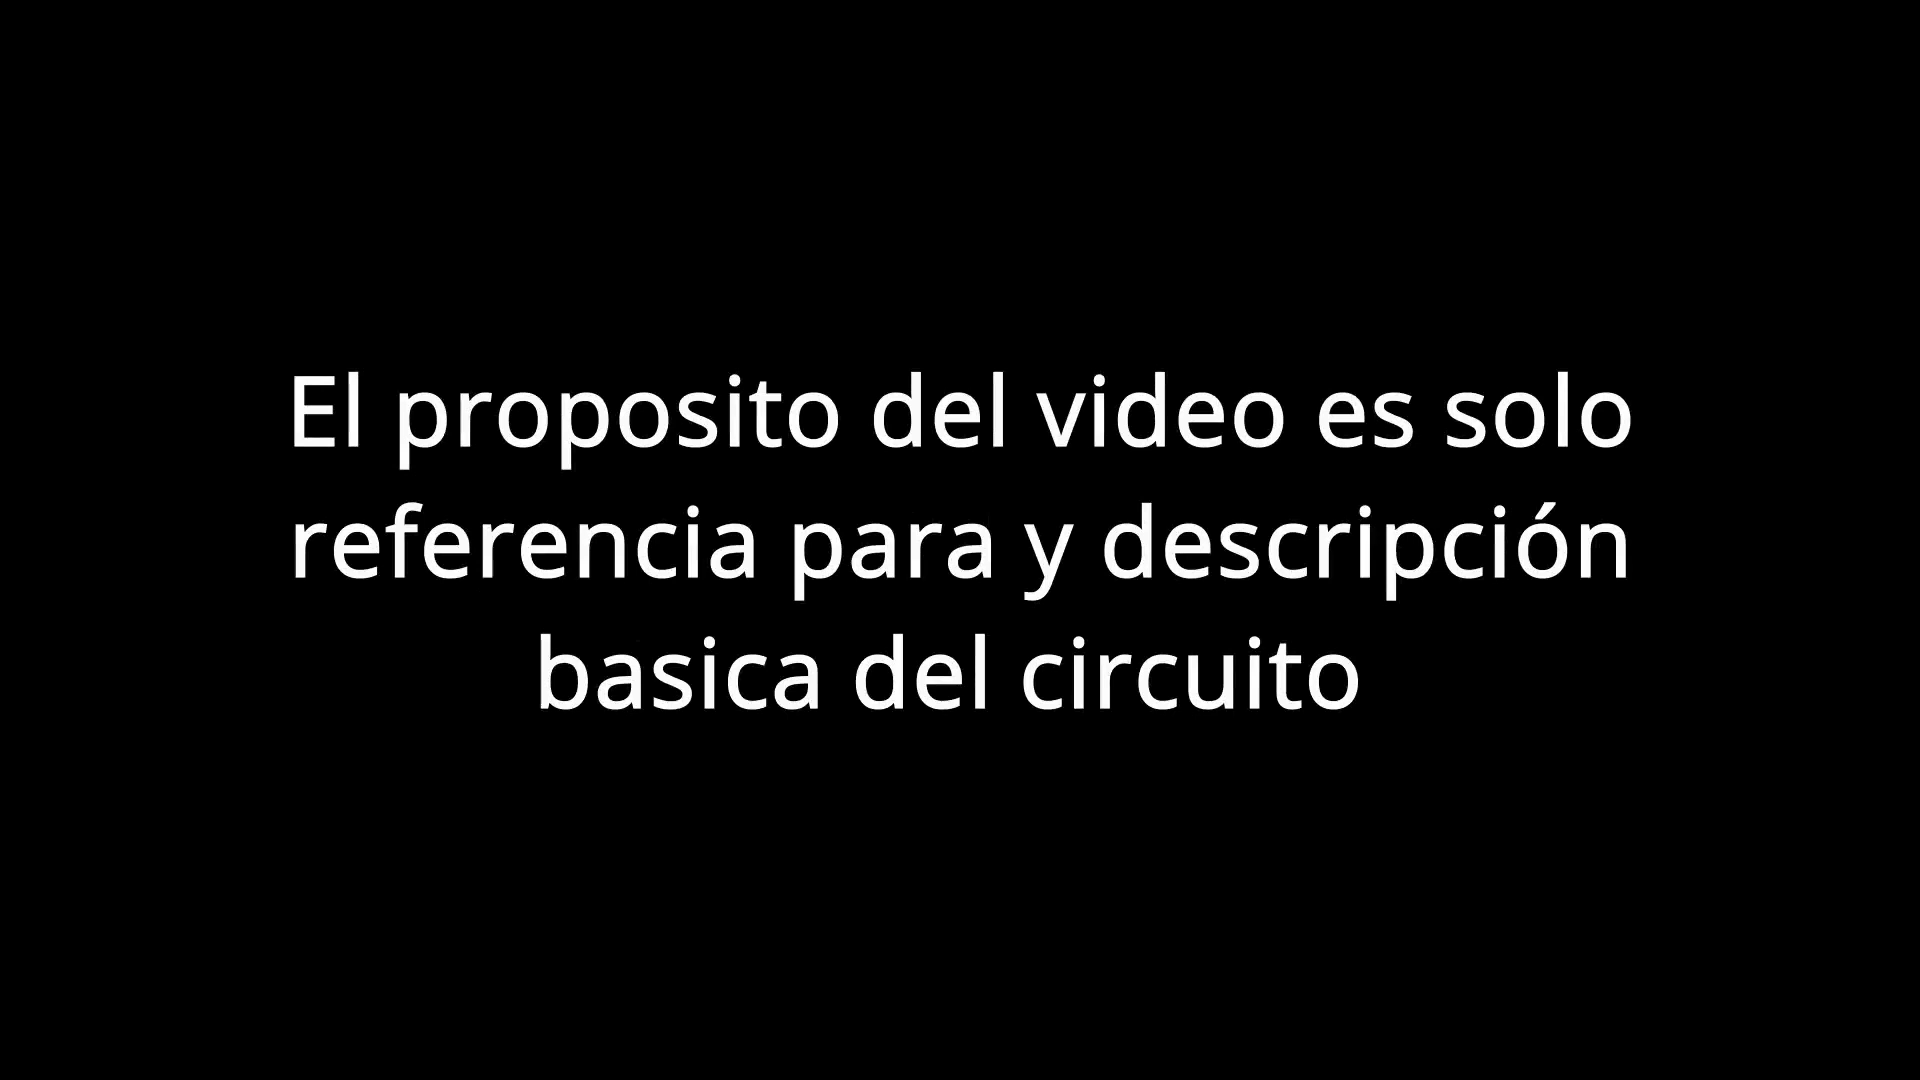 El proposito del video es solo
referencia para y descripción
basica del circuito